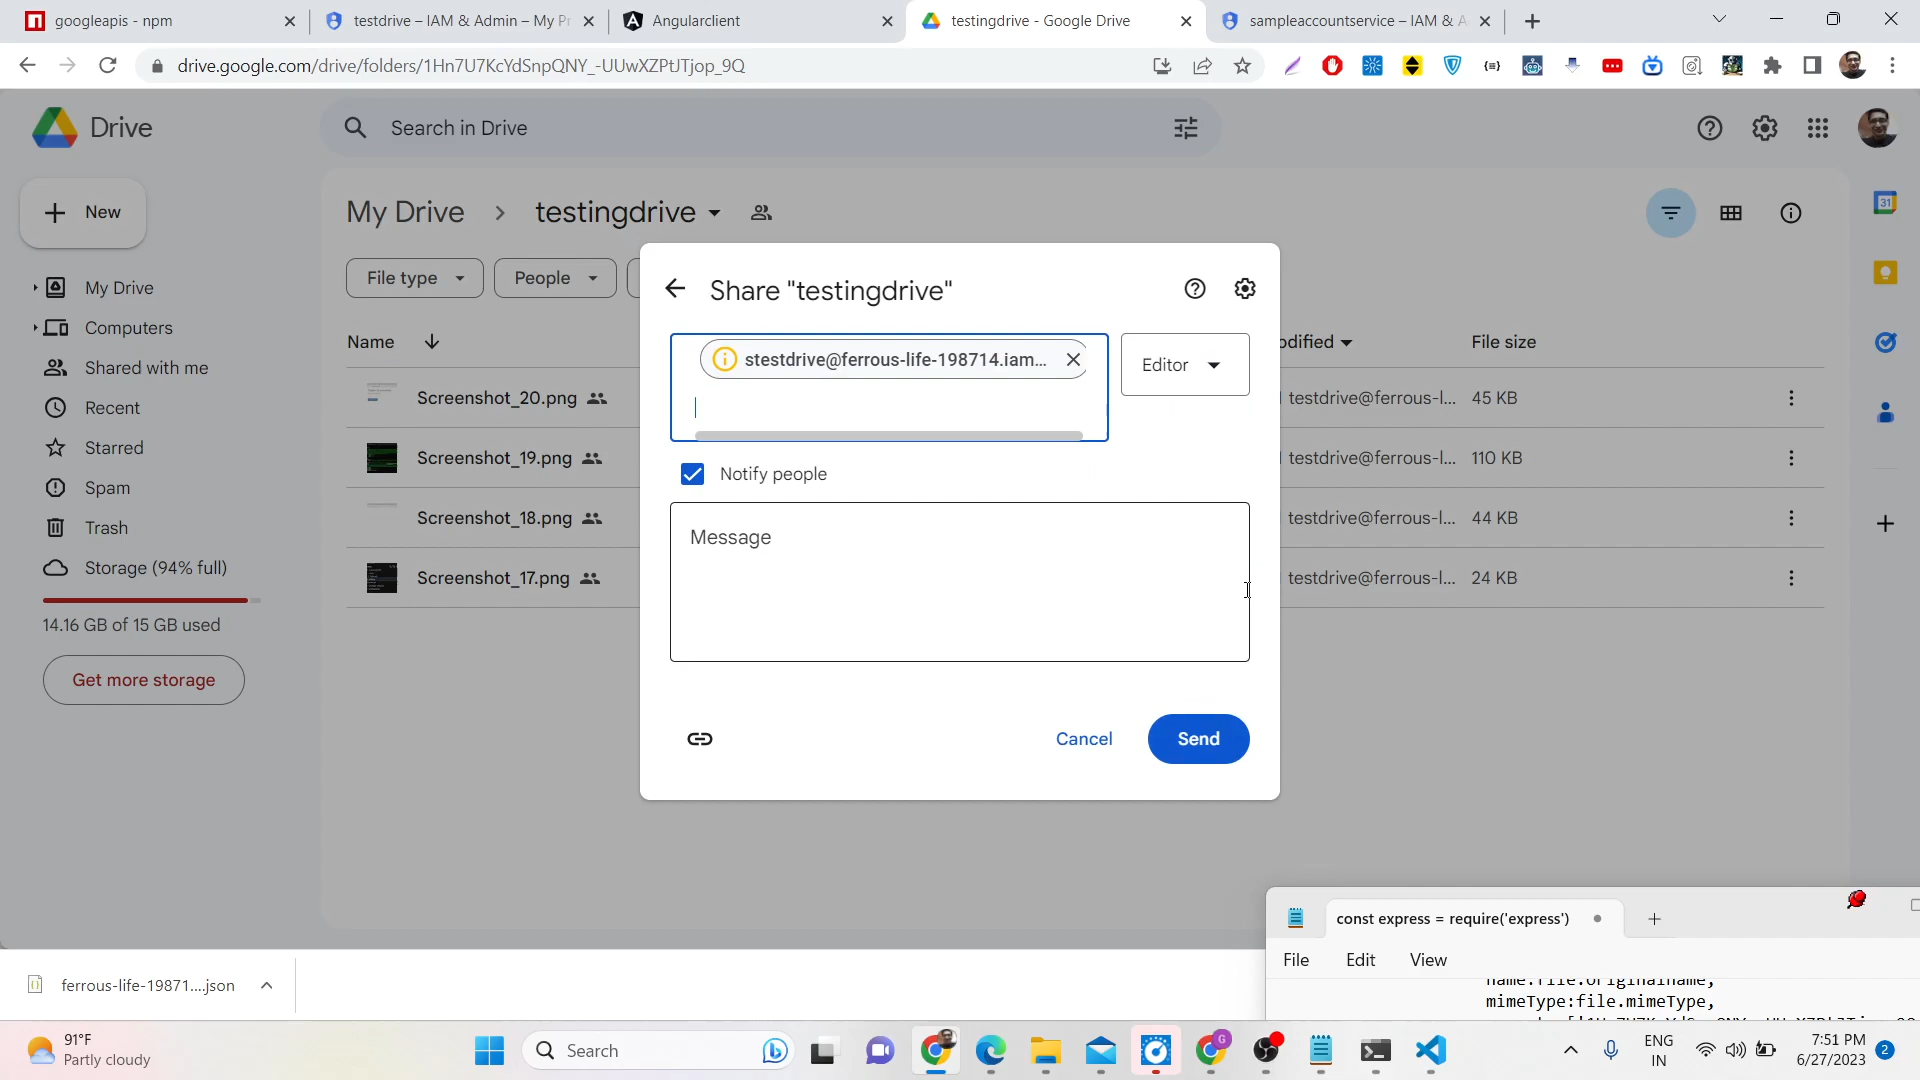 googleapis - npm
testdrive – IAM & Admin – My Pr
Angularclient
testingdrive - Google Drive
sampleaccountservice – IAM & A
drive.google.com/drive/folders/1Hn7U7KcYdSnpQNY_-UUwXZPtJTjop_9Q
Drive
Search in Drive
New
My Drive
testingdrive
31
File type
People
Share "testingdrive"
My Drive
Computers
Shared with me
Recent
Starred
Spam
Trash
Storage (94% full)
14.16 GB of 15 GB used
Get more storage
Name
odified
File size
stestdrive@ferrous-life-198714.iam...
Editor
Screenshot_20.png
testdrive@ferrous-l...
45 KB
Screenshot_19.png
testdrive@ferrous-l...
110 KB
Notify people
Screenshot_18.png
Message
testdrive@ferrous-l...
44 KB
Screenshot_17.png
testdrive@ferrous-l...
24 KB
Cancel
Send
const express = require('express')
File
Edit
View
name:file.originalname,
mimeType:file.mimeType,
ferrous-life-19871....json
91°F
Partly cloudy
Search
G
ENG
IN
7:51 PM
6/27/2023
2